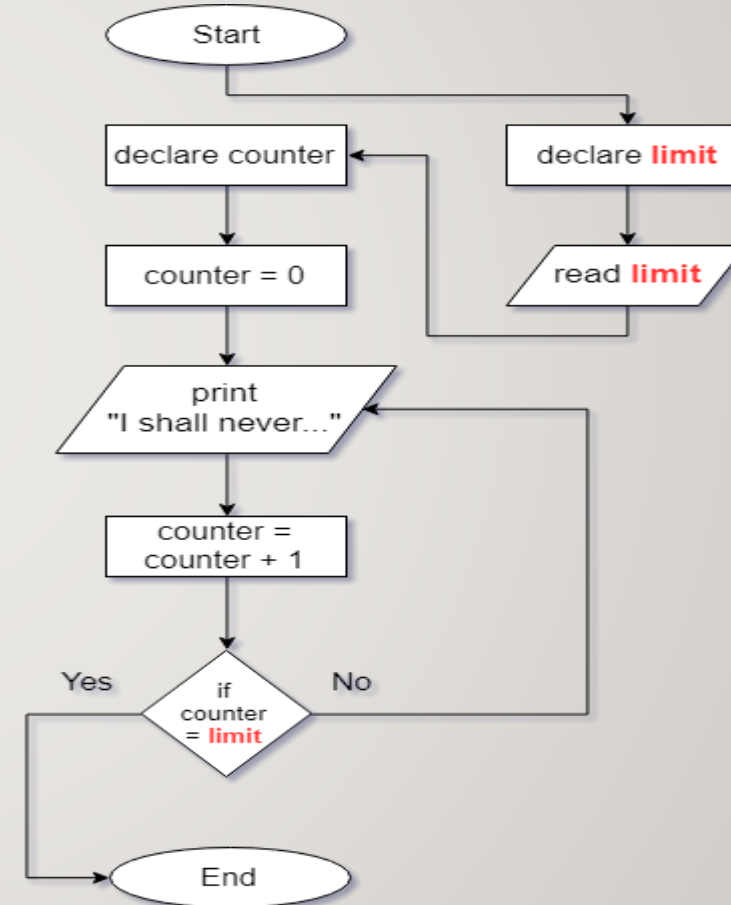 Start
declare limit
read limit
declare counter
counter = 0
print
"I shall never..."
counter =
counter + 1
if
counter
= limit
Yes
No
End